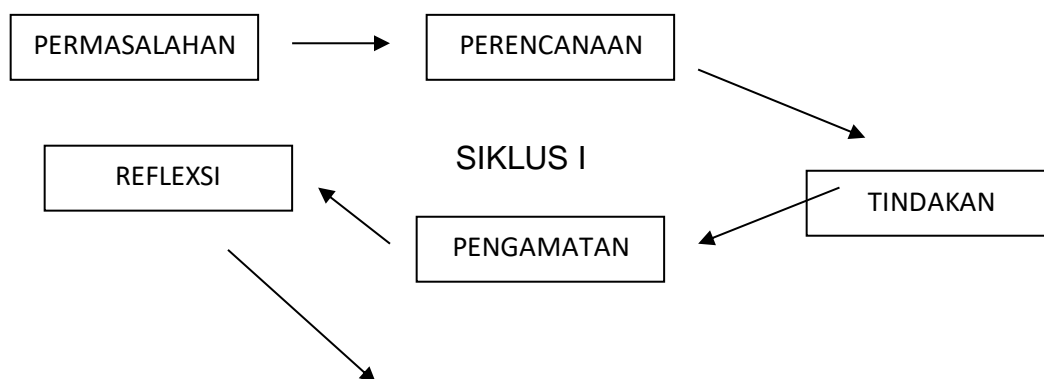 PERMASALAHAN
PERENCANAAN
SIKLUS I
REFLEXSI
TINDAKAN
PENGAMATAN